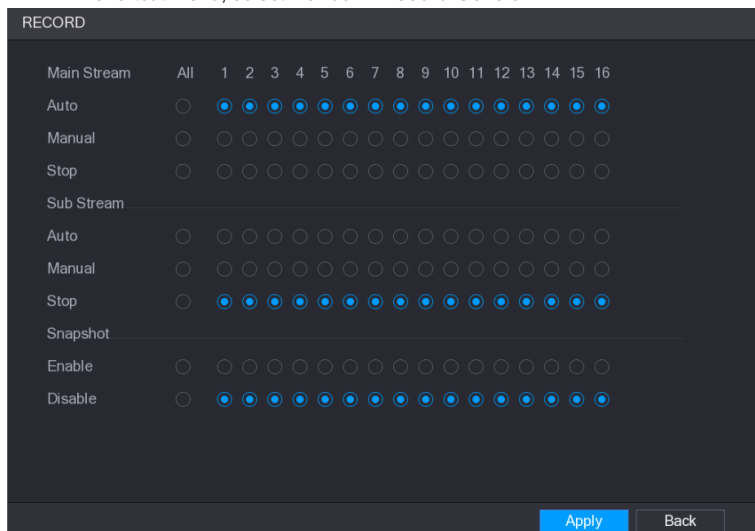 RECORD
Main Stream All 1 2 3 4 5 6 7 8 9 10 11 12 13 14 15 16
Auto
Manual
Stop
Sub Stream
Auto
Manual
Stop
Snapshot
Enable
Disable
Apply Back